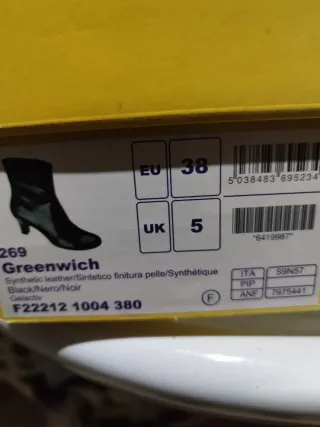 EU 38
5 038483 695234
UK 5
*6419987*
269
Greenwich
Synthetic leather/Sintetico finitura pelle/Synthétique
Black/Nero/Noir
Gelactiv
F22212 1004 380
F
ITA S9N57
PIP
ANF 7975441